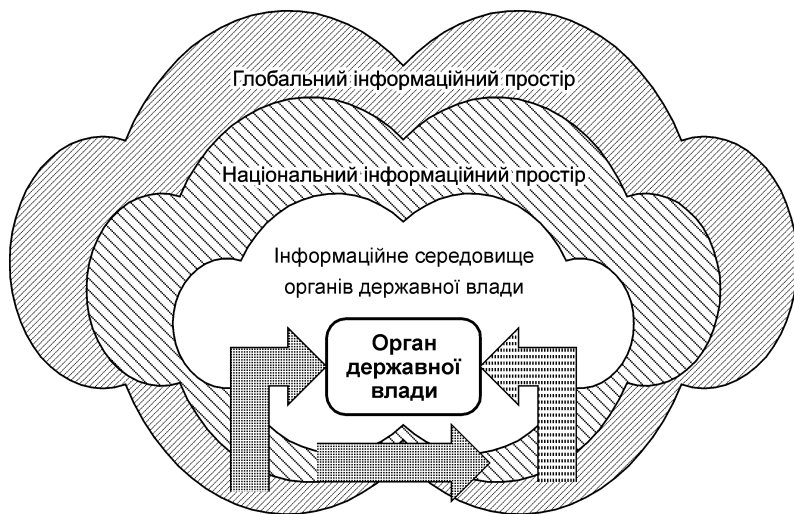 Глобальний інформаційний простір
Національний інформаційний простір
Інформаційне середовище
органів державної влади
Орган
державної
влади